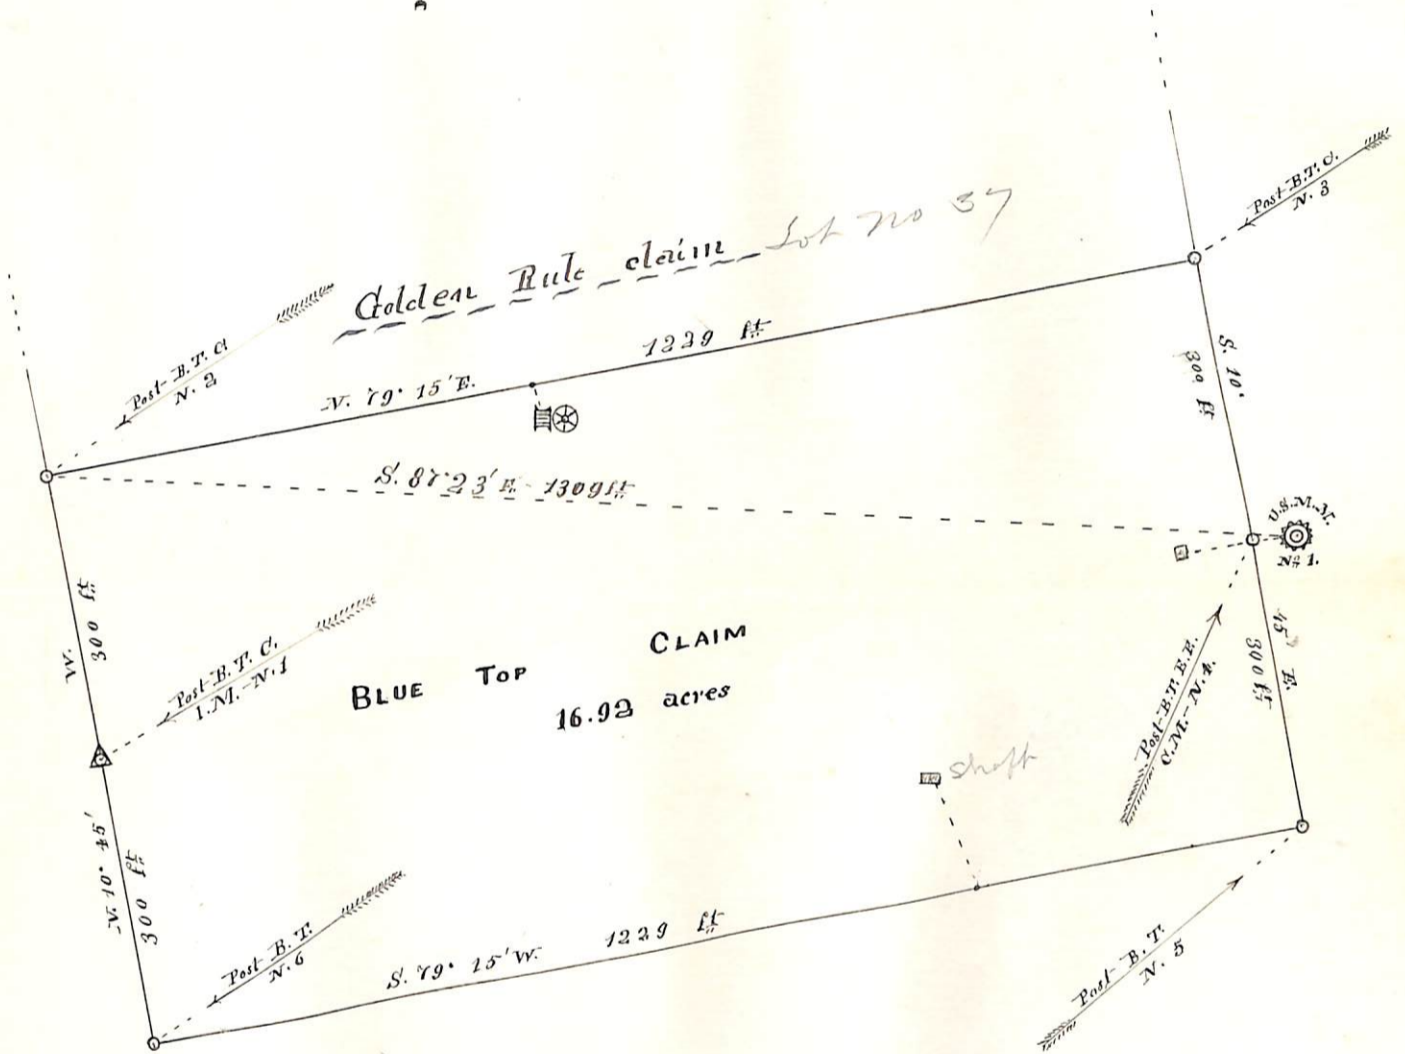 Post B.T.C.
N. 3
Golden Rule claim Lot No 37
Post B.T.C.
N. 2
N. 79° 15' E. 1229 ft
S. 10°
300 ft
S. 87° 23' E. 1309 ft
U.S.M.M.
No 1.
W.
300 ft
Post B.T.C.
I.M. - N. 1
BLUE TOP CLAIM
16.92 acres
45' E.
300 ft
Post B.T. E.E.
C.M. - N. 4.
shaft
N. 10° 45'
300 ft
Post B.T.
N. 6
S. 79° 15' W. 1229 ft
Post B.T.
N. 5